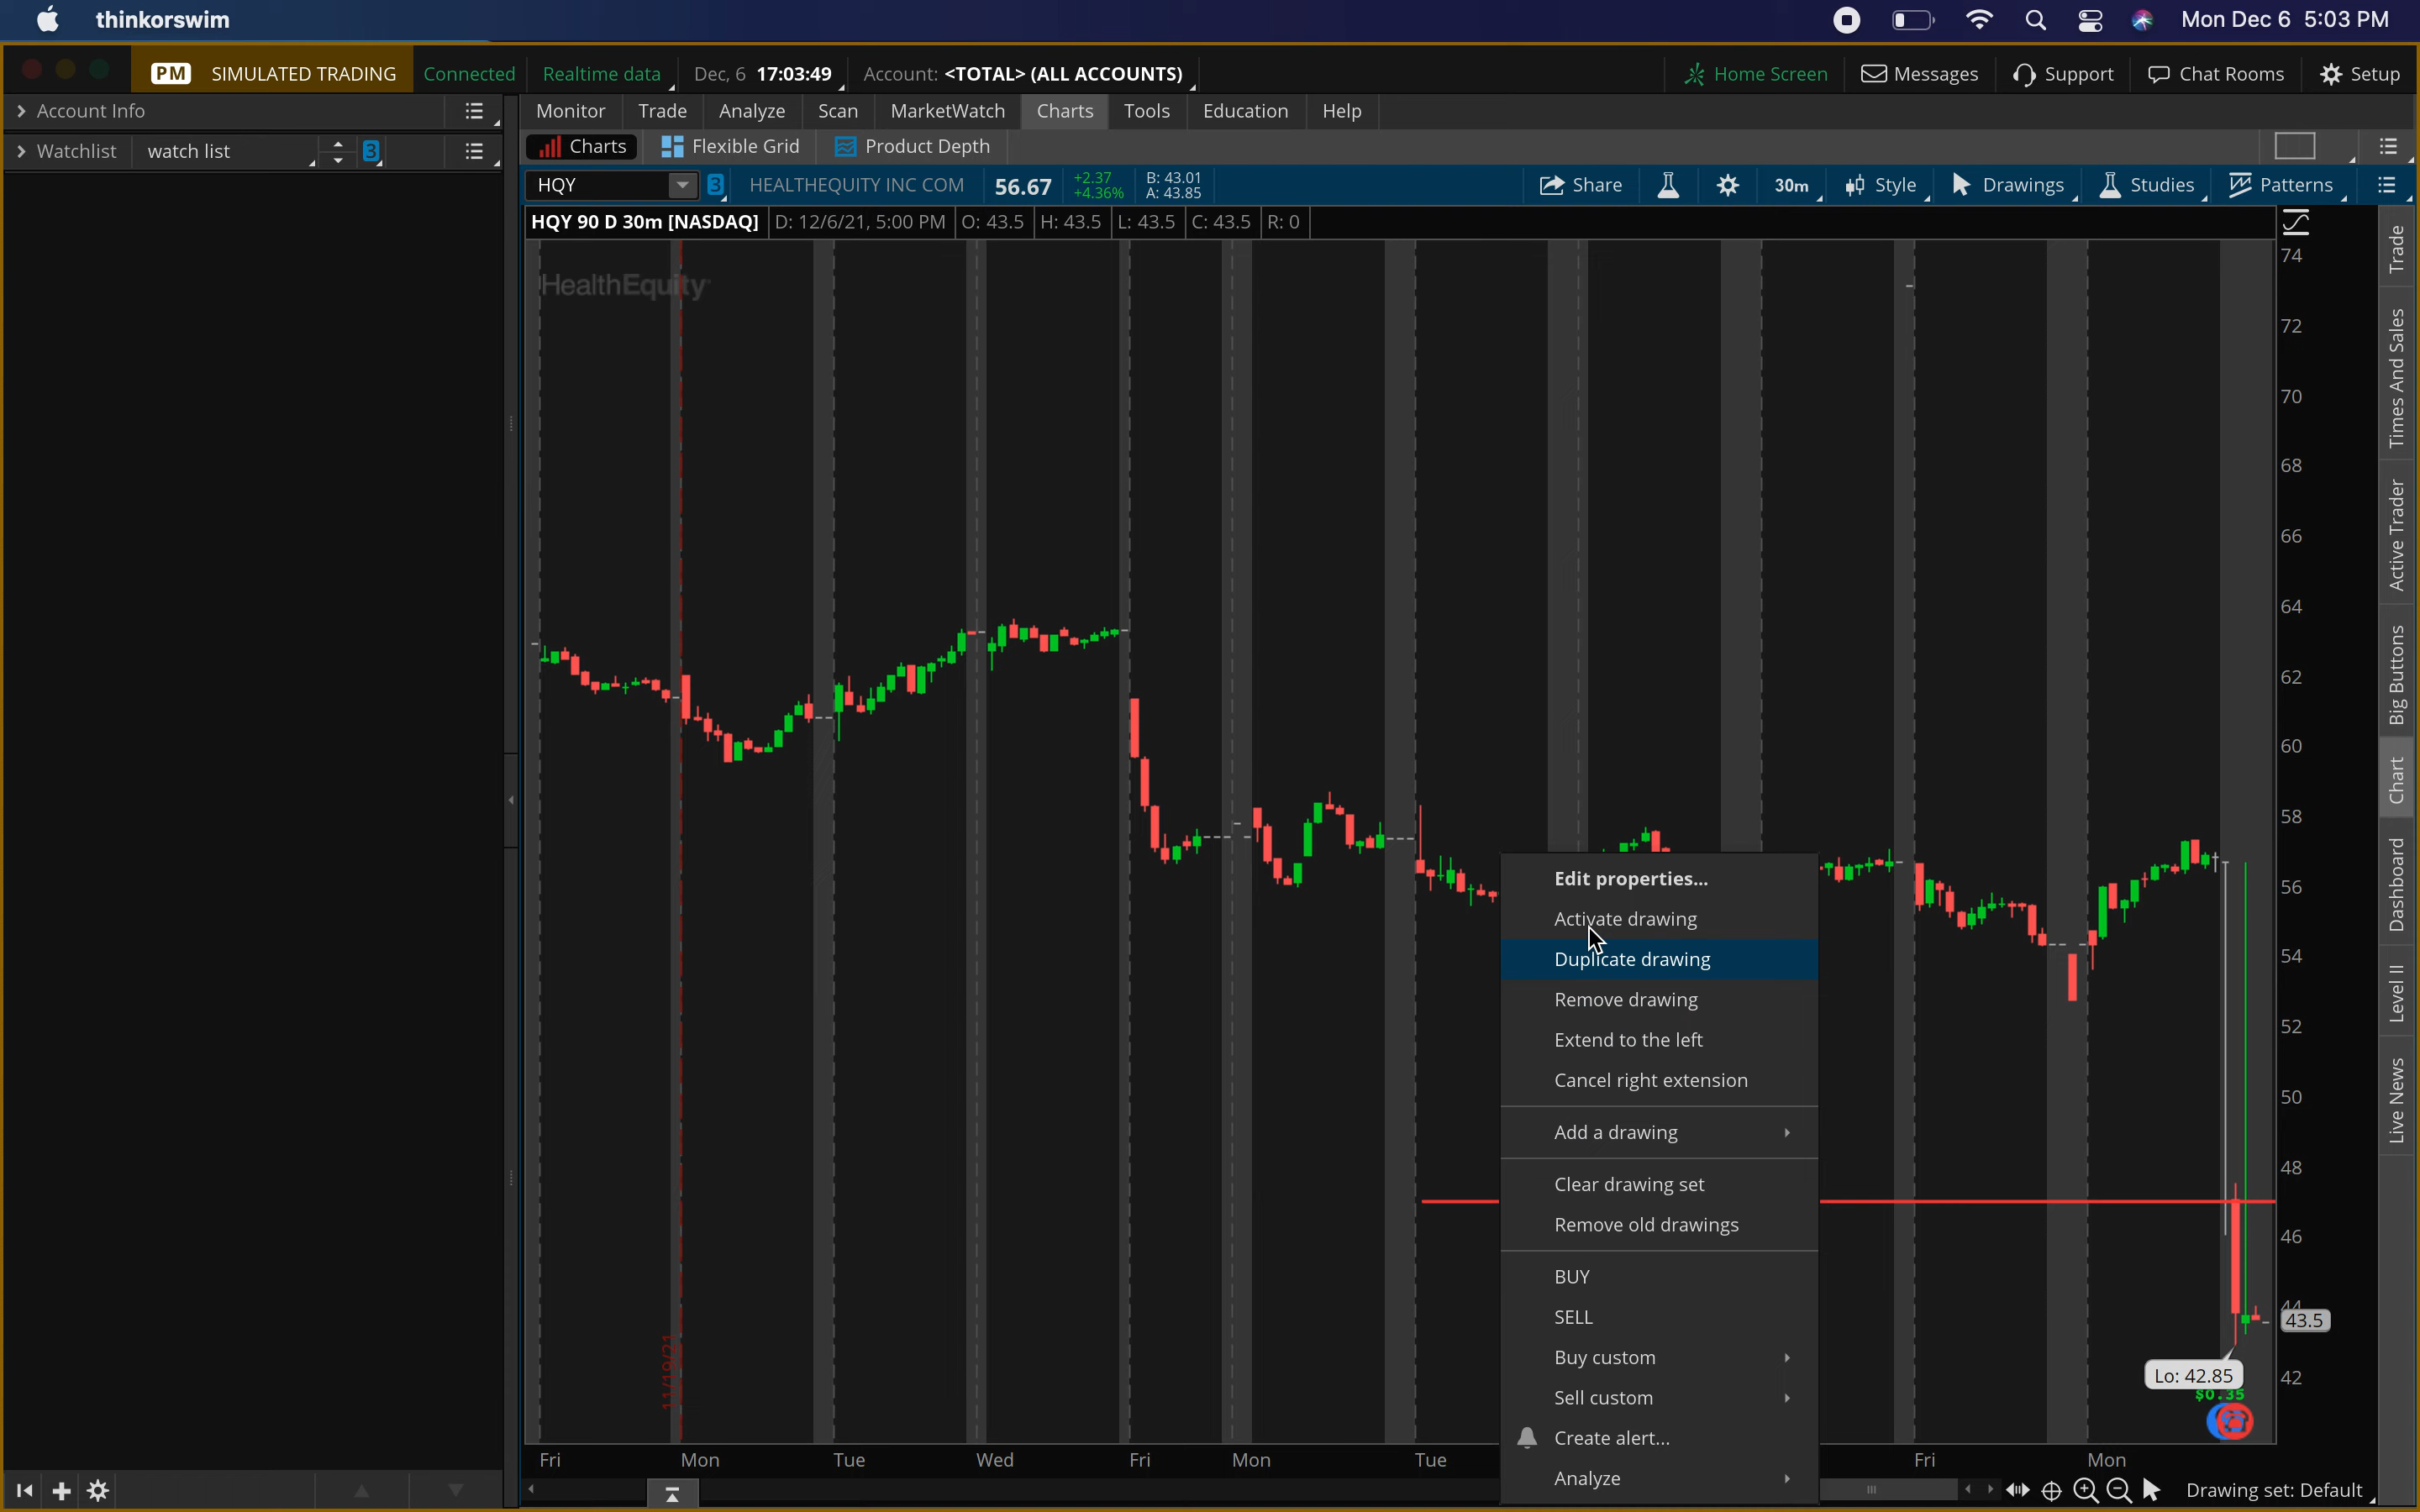 thinkorswim
Mon Dec 6 5:03 PM
PM SIMULATED TRADING Connected Realtime data Dec, 6 17:03:49 Account: <TOTAL> (ALL ACCOUNTS) Home Screen Messages Support Chat Rooms Setup
Account Info
Monitor Trade Analyze Scan MarketWatch Charts Tools Education Help
Watchlist watch list 3
Charts Flexible Grid Product Depth
HQY 3 HEALTHEQUITY INC COM 56.67 +2.37 B: 43.01
+4.36% A: 43.85
Share 30m Style Drawings Studies Patterns
HQY 90 D 30m [NASDAQ] D: 12/6/21, 5:00 PM O: 43.5 H: 43.5 L: 43.5 C: 43.5 R: 0
HealthEquity
74
72
70
68
66
64
62
60
58
56
54
52
50
48
46
44
43.5
42
Trade
Times And Sales
Active Trader
Big Buttons
Chart
Dashboard
Level II
Live News
Edit properties...
Activate drawing
Duplicate drawing
Remove drawing
Extend to the left
Cancel right extension
Add a drawing
Clear drawing set
Remove old drawings
BUY
SELL
Buy custom
Sell custom
Create alert...
Analyze
11/19/21
Lo: 42.85
$0.35
Fri Mon Tue Wed Fri Mon Tue Fri Mon
Drawing set: Default